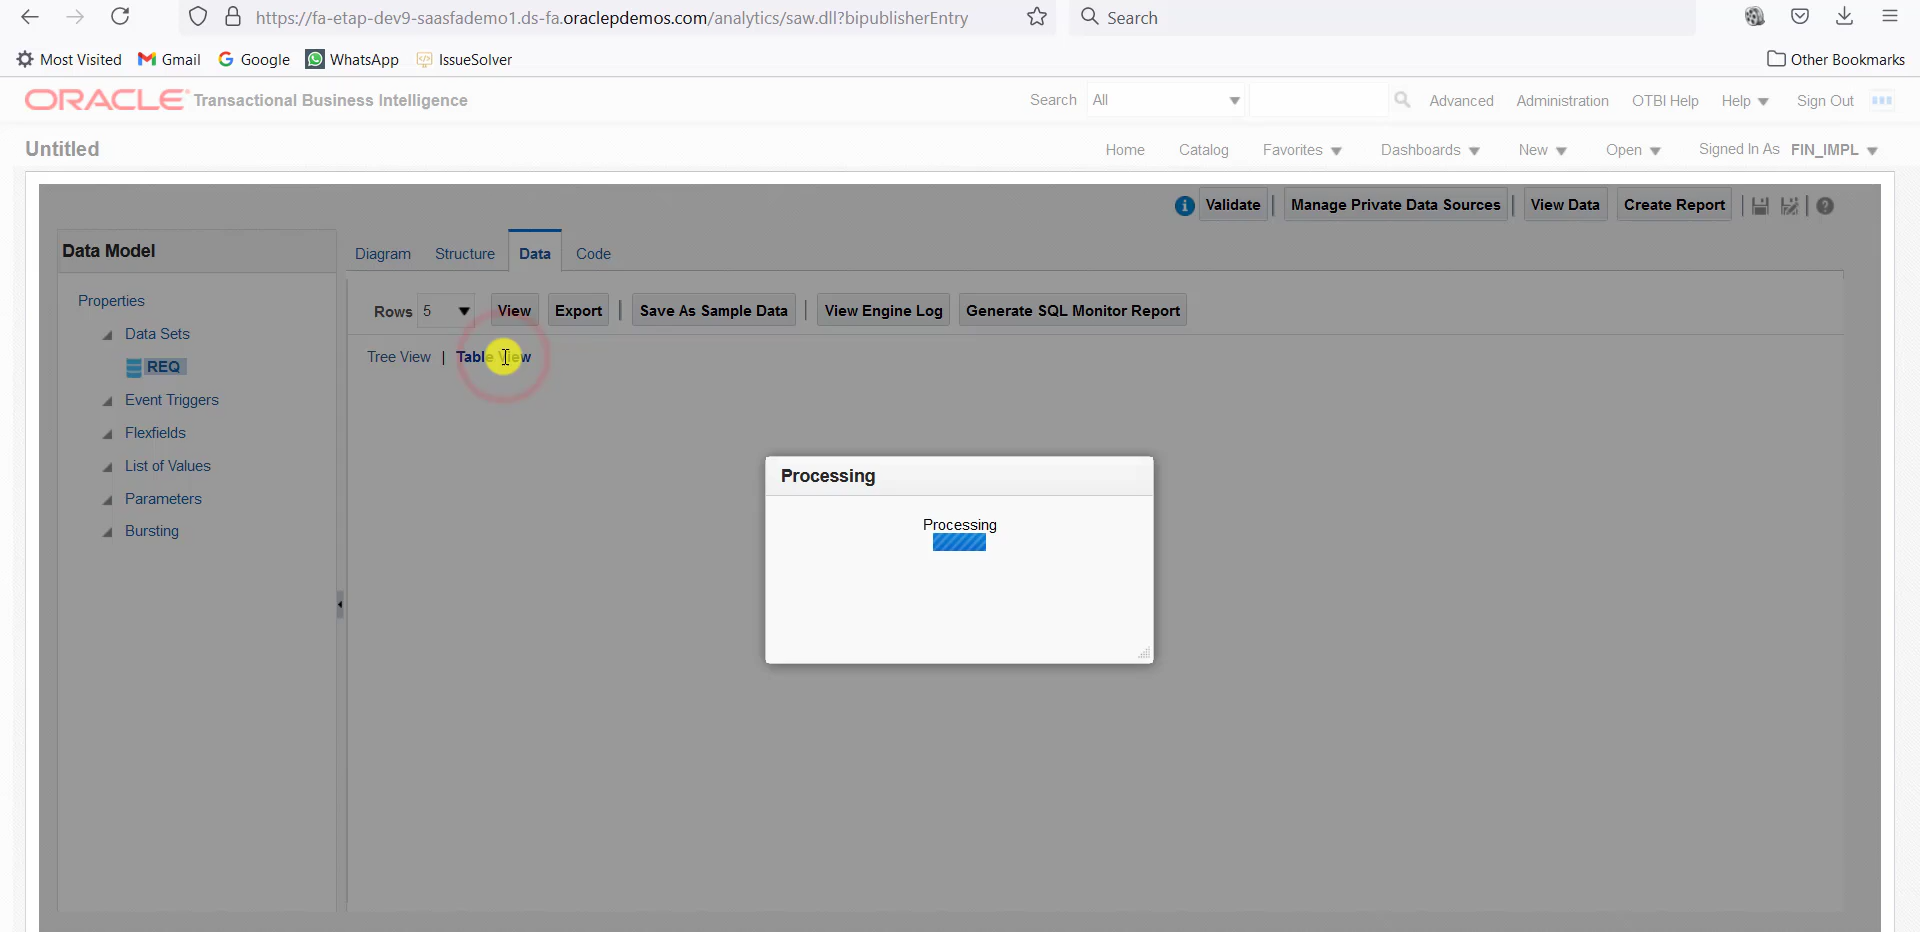 https://fa-etap-dev9-saasfademo1.ds-fa.oraclepdemos.com/analytics/saw.dll?bipublisherEntry
Search
Most Visited
Gmail
Google
WhatsApp
IssueSolver
Other Bookmarks
ORACLE Transactional Business Intelligence
Search All
Advanced
Administration
OTBI Help
Help
Sign Out
Untitled
Home
Catalog
Favorites
Dashboards
New
Open
Signed In As FIN_IMPL
Validate
Manage Private Data Sources
View Data
Create Report
Data Model
Diagram
Structure
Data
Code
Properties
Data Sets
REQ
Event Triggers
Flexfields
List of Values
Parameters
Bursting
Rows 5
View
Export
Save As Sample Data
View Engine Log
Generate SQL Monitor Report
Tree View | Table View
Processing
Processing